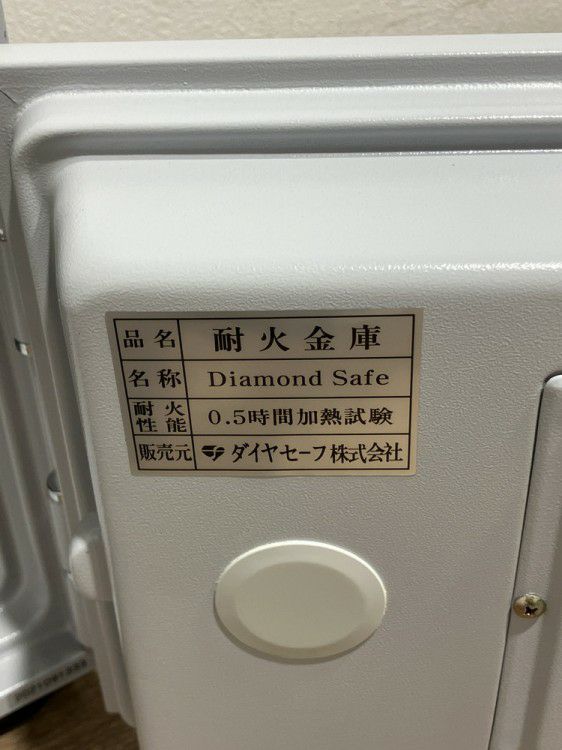 品名 耐火金庫
名称 Diamond Safe
耐火性能 0.5時間加熱試験
販売元 ダイヤセーフ株式会社